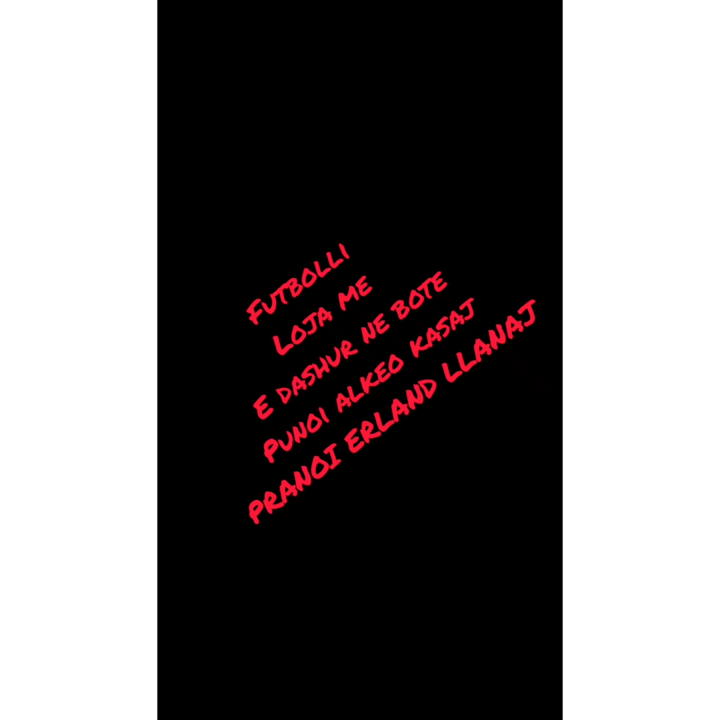 FUTBOLLI
LOJA ME
E DASHUR NE BOTE
PUNOI ALKEO KASAJ
PRANOI ERLAND LLANAJ